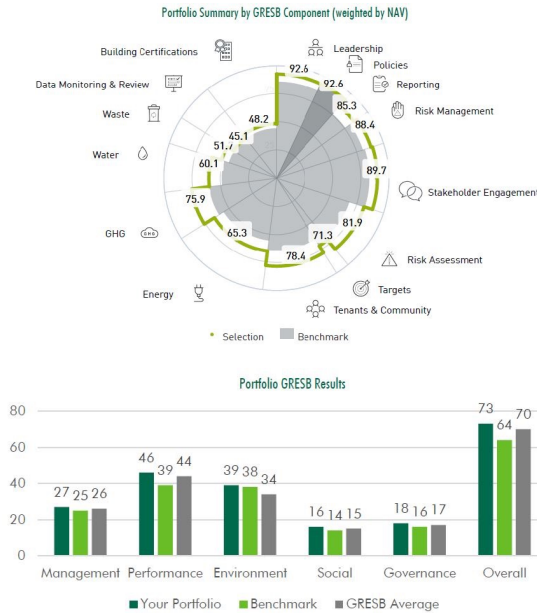 Portfolio Summary by GRESB Component (weighted by NAV)
Building Certifications
Leadership
92.6
Policies
92.6
Data Monitoring & Review
Reporting
85.3
Waste
48.2
88.4
Risk Management
45.1
51.7
Water
60.1
89.7
75.9
Stakeholder Engagement
81.9
GHG
GHG
65.3
71.3
78.4
Risk Assessment
Energy
Targets
Tenants & Community
Selection
Benchmark
Portfolio GRESB Results
80
73
64
70
60
46
39
44
39
38
34
40
27
25
26
20
16
14
15
18
16
17
0
Management Performance Environment Social Governance Overall
Your Portfolio Benchmark GRESB Average